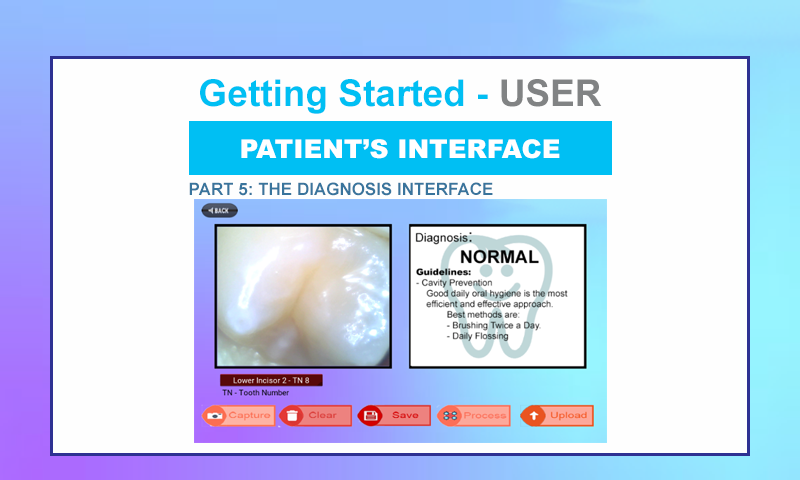 Getting Started - USER
PATIENT'S INTERFACE
PART 5: THE DIAGNOSIS INTERFACE
BACK
Diagnosis:
NORMAL
Guidelines:
- Cavity Prevention
Good daily oral hygiene is the most
efficient and effective approach.
Best methods are:
- Brushing Twice a Day.
- Daily Flossing
Lower Incisor 2 - TN 8
TN - Tooth Number
Capture Clear Save Process Upload